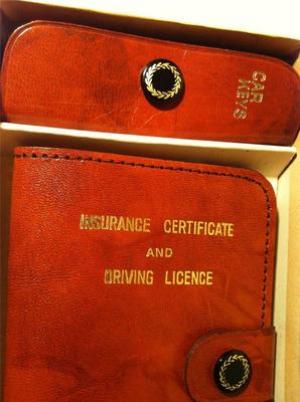 CAR
KEYS
INSURANCE CERTIFICATE
AND
DRIVING LICENCE